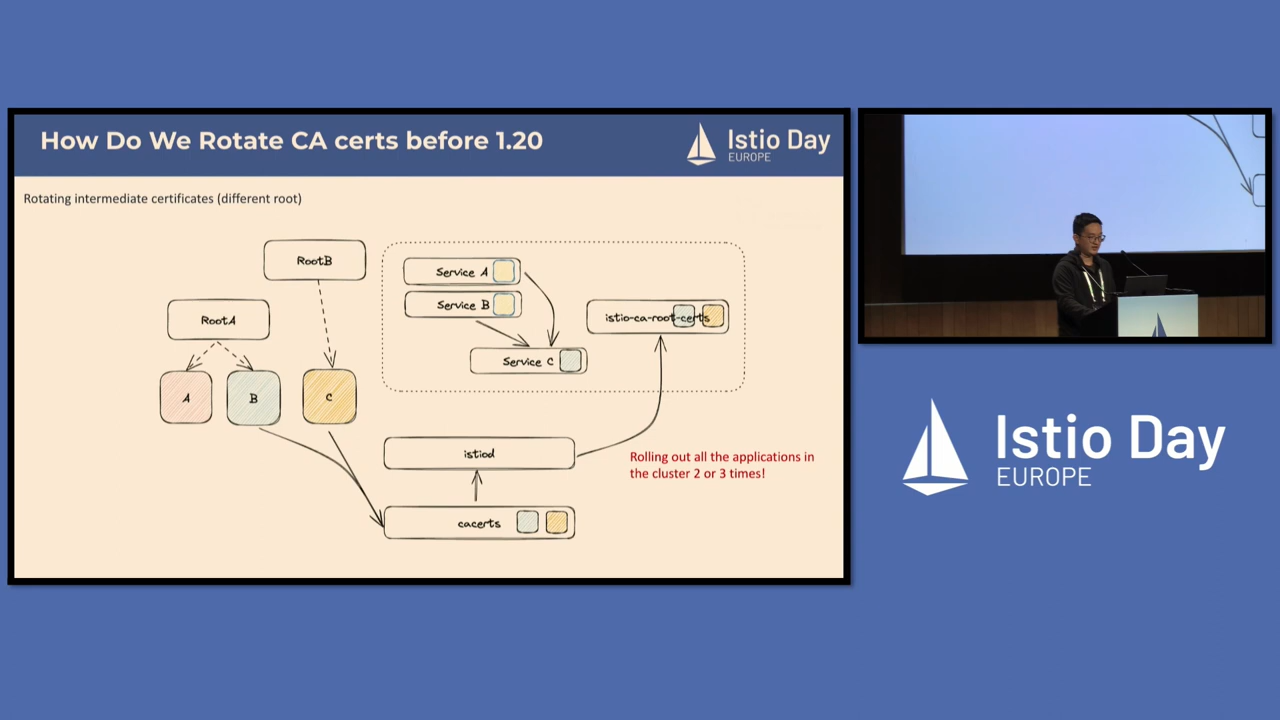 How Do We Rotate CA certs before 1.20
Istio Day
EUROPE
Rotating intermediate certificates (different root)
RootB
RootA
A
B
C
Service A
Service B
Service C
istio-ca-root-certs
istiod
Rolling out all the applications in
the cluster 2 or 3 times!
cacerts
Istio Day
EUROPE